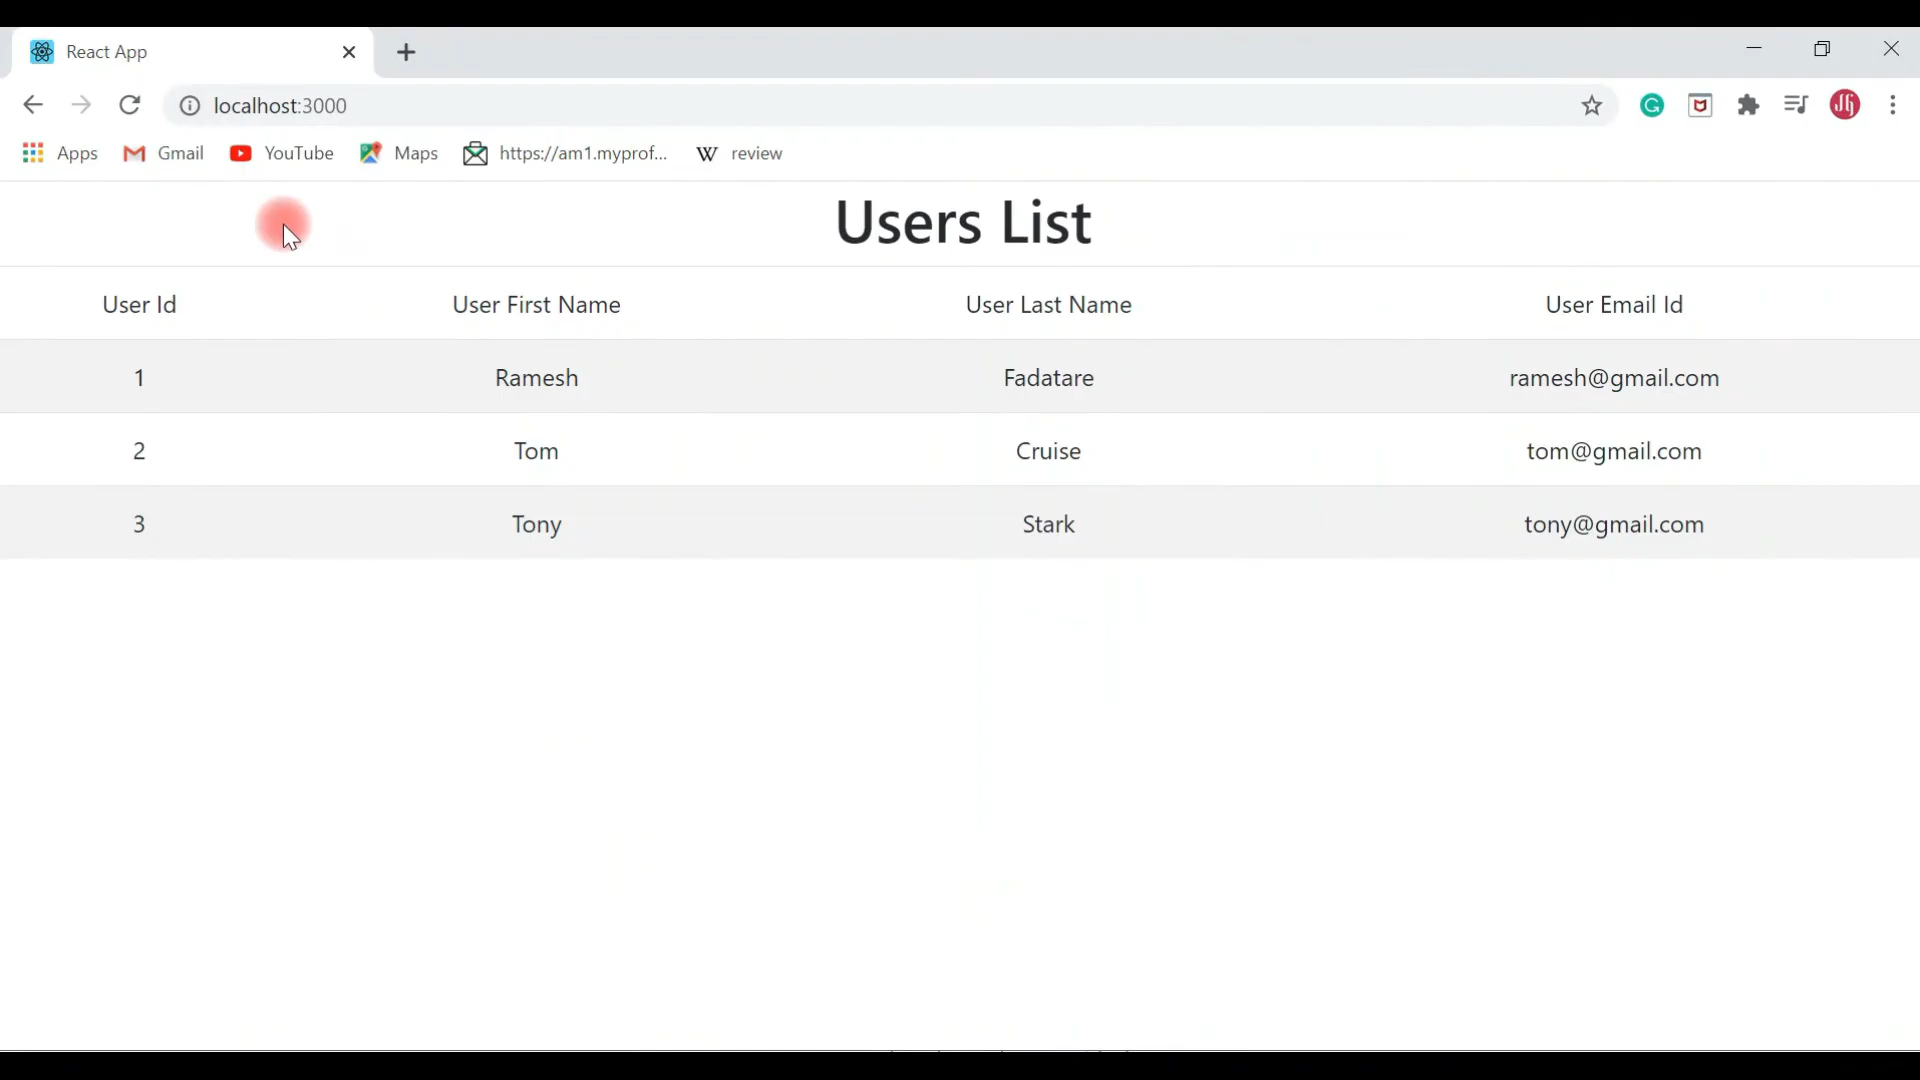 React App
localhost:3000
Apps Gmail YouTube Maps https://am1.myprof... review
Users List
User Id User First Name User Last Name User Email Id
1 Ramesh Fadatare ramesh@gmail.com
2 Tom Cruise tom@gmail.com
3 Tony Stark tony@gmail.com